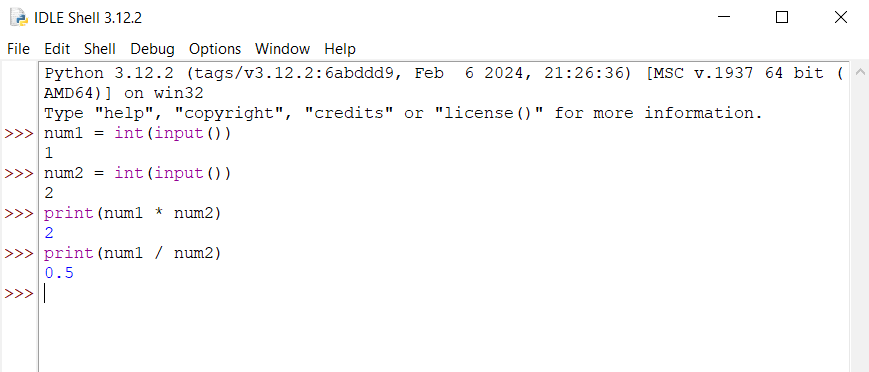 IDLE Shell 3.12.2
File Edit Shell Debug Options Window Help
Python 3.12.2 (tags/v3.12.2:6abddd9, Feb  6 2024, 21:26:36) [MSC v.1937 64 bit (
AMD64)] on win32
Type "help", "copyright", "credits" or "license()" for more information.
>>> num1 = int(input())
1
>>> num2 = int(input())
2
>>> print(num1 * num2)
2
>>> print(num1 / num2)
0.5
>>>